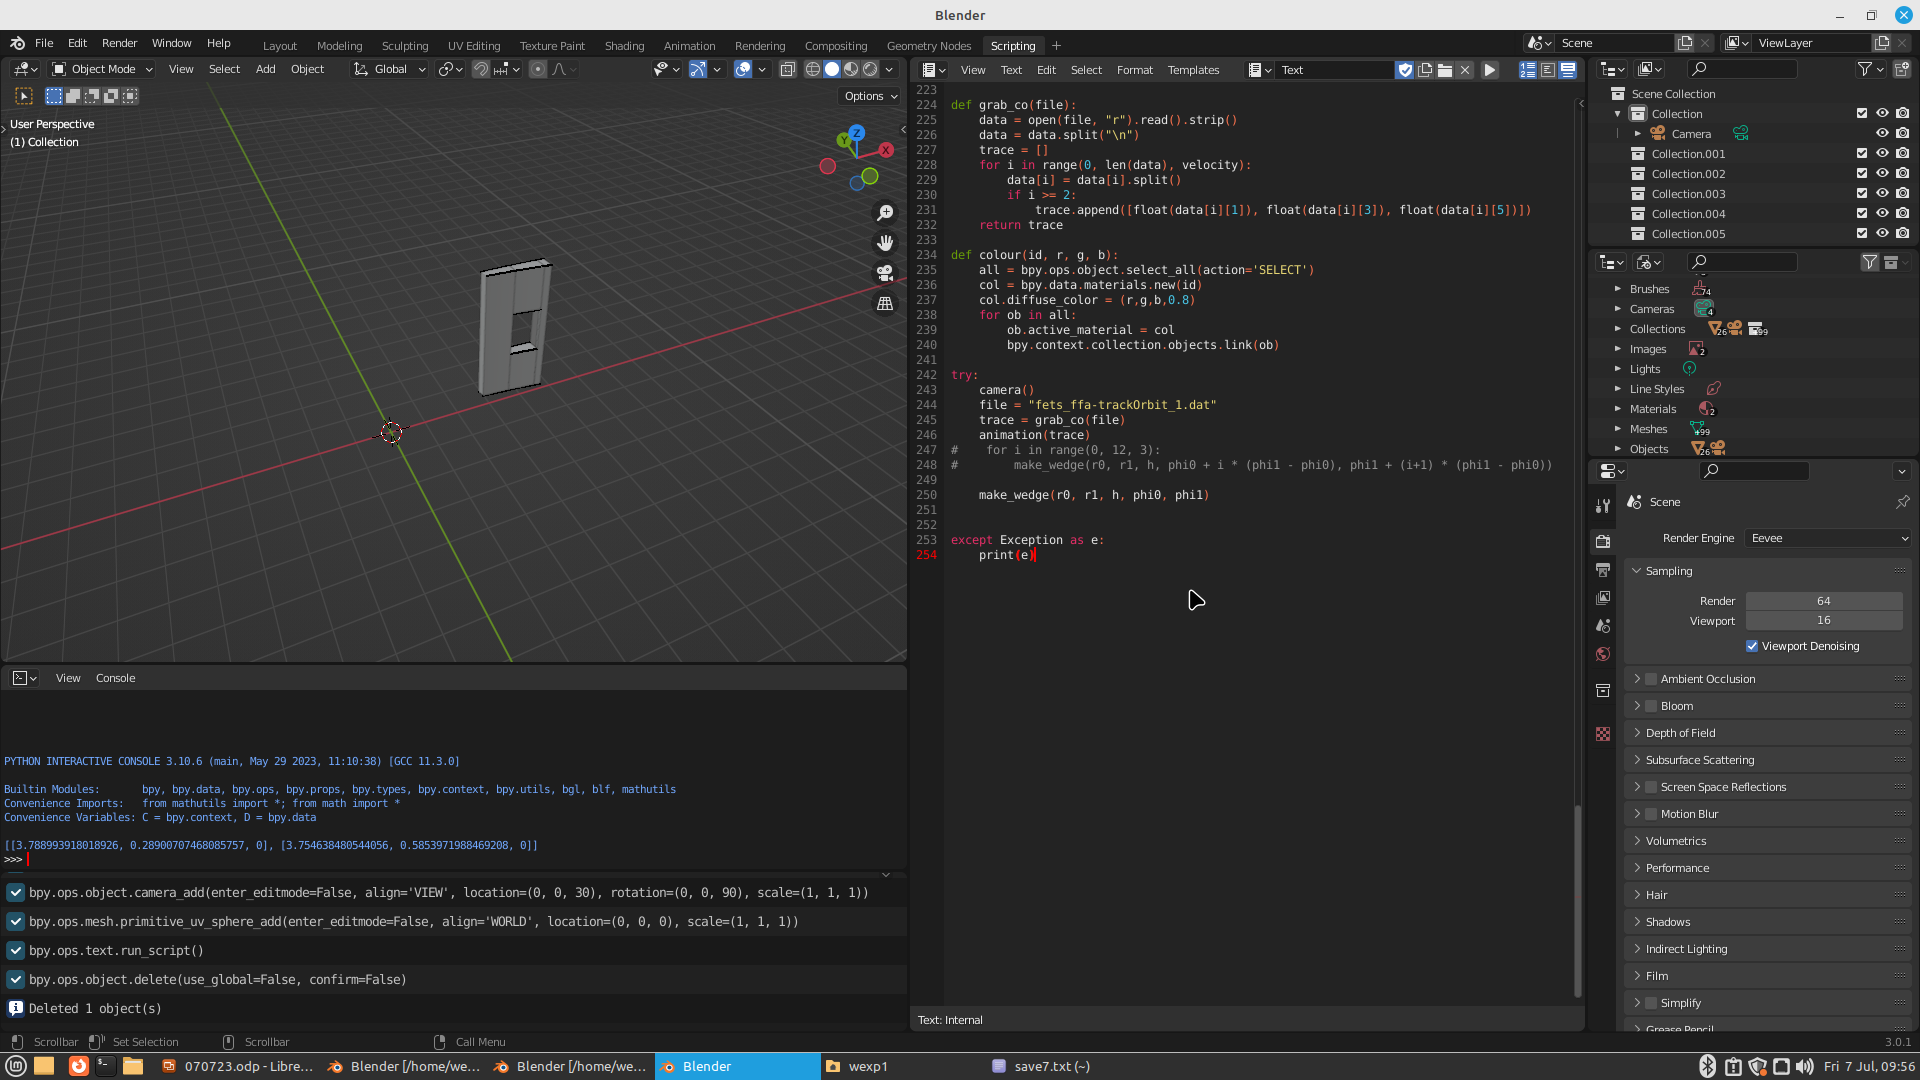 Blender
File Edit Render Window Help
Layout Modeling Sculpting UV Editing Texture Paint Shading Animation Rendering Compositing Geometry Nodes Scripting
Scene
ViewLayer
Object Mode View Select Add Object Global
Options
User Perspective
(1) Collection
Z
Y
X
View Text Edit Select Format Templates Text
223
224 def grab_co(file):
225 data = open(file, "r").read().strip()
226 data = data.split("\n")
227 trace = []
228 for i in range(0, len(data), velocity):
229 data[i] = data[i].split()
230 if i >= 2:
231 trace.append([float(data[i][1]), float(data[i][3]), float(data[i][5])])
232 return trace
233
234 def colour(id, r, g, b):
235 all = bpy.ops.object.select_all(action='SELECT')
236 col = bpy.data.materials.new(id)
237 col.diffuse_color = (r,g,b,0.8)
238 for ob in all:
239 ob.active_material = col
240 bpy.context.collection.objects.link(ob)
241
242 try:
243 camera()
244 file = "fets_ffa-trackOrbit_1.dat"
245 trace = grab_co(file)
246 animation(trace)
247 # for i in range(0, 12, 3):
248 # make_wedge(r0, r1, h, phi0 + i * (phi1 - phi0), phi1 + (i+1) * (phi1 - phi0))
249
250 make_wedge(r0, r1, h, phi0, phi1)
251
252
253 except Exception as e:
254 print(e)
Text: Internal
View Console
PYTHON INTERACTIVE CONSOLE 3.10.6 (main, May 29 2023, 11:10:38) [GCC 11.3.0]
Builtin Modules: bpy, bpy.data, bpy.ops, bpy.props, bpy.types, bpy.context, bpy.utils, bgl, blf, mathutils
Convenience Imports: from mathutils import *; from math import *
Convenience Variables: C = bpy.context, D = bpy.data
[[3.788993918018926, 0.28900707468085757, 0], [3.754638480544056, 0.5853971988469208, 0]]
>>>
bpy.ops.object.camera_add(enter_editmode=False, align='VIEW', location=(0, 0, 30), rotation=(0, 0, 90), scale=(1, 1, 1))
bpy.ops.mesh.primitive_uv_sphere_add(enter_editmode=False, align='WORLD', location=(0, 0, 0), scale=(1, 1, 1))
bpy.ops.text.run_script()
bpy.ops.object.delete(use_global=False, confirm=False)
Deleted 1 object(s)
Scene Collection
Collection
Camera
Collection.001
Collection.002
Collection.003
Collection.004
Collection.005
Brushes 74
Cameras 4
Collections 26 99
Images 2
Lights
Line Styles
Materials 2
Meshes +99
Objects 26
Scene
Render Engine Eevee
Sampling
Render 64
Viewport 16
Viewport Denoising
Ambient Occlusion
Bloom
Depth of Field
Subsurface Scattering
Screen Space Reflections
Motion Blur
Volumetrics
Performance
Hair
Shadows
Indirect Lighting
Film
Simplify
Grease Pencil
Scrollbar Set Selection Scrollbar Call Menu 3.0.1
070723.odp - Libre... Blender [/home/we... Blender [/home/we... Blender wexp1 save7.txt (~) Fri 7 Jul, 09:56